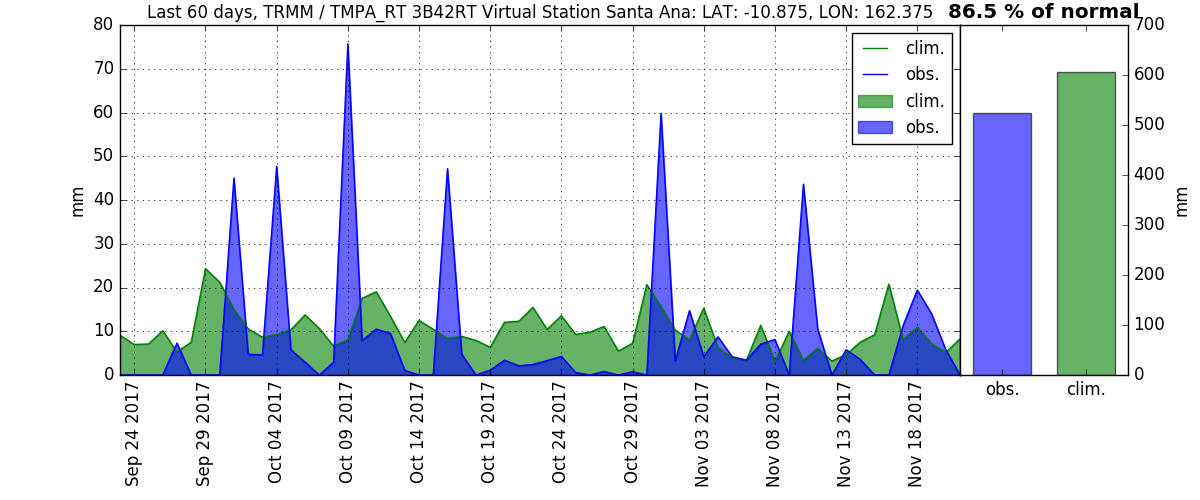 Last 60 days, TRMM / TMPA_RT 3B42RT Virtual Station Santa Ana: LAT: -10.875, LON: 162.375
86.5 % of normal
80
70
60
50
40
30
20
10
0
mm
clim.
obs.
clim.
obs.
Sep 24 2017
Sep 29 2017
Oct 04 2017
Oct 09 2017
Oct 14 2017
Oct 19 2017
Oct 24 2017
Oct 29 2017
Nov 03 2017
Nov 08 2017
Nov 13 2017
Nov 18 2017
700
600
500
400
300
200
100
0
mm
obs.
clim.